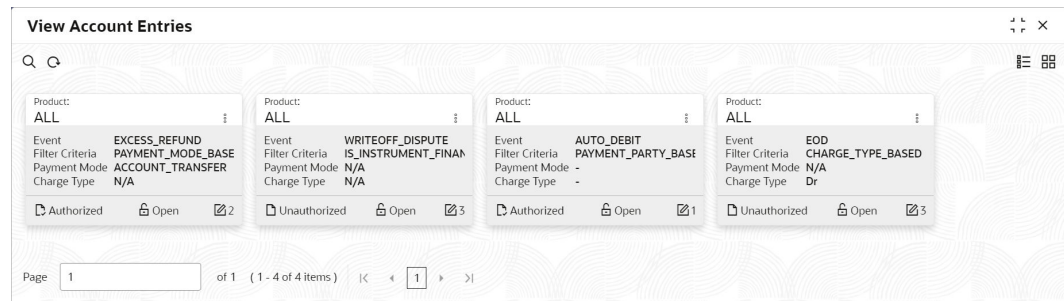 View Account Entries
Product:
ALL
Event EXCESS_REFUND
Filter Criteria PAYMENT_MODE_BASE
Payment Mode ACCOUNT_TRANSFER
Charge Type N/A
Authorized Open 2
Product:
ALL
Event WRITEOFF_DISPUTE
Filter Criteria IS_INSTRUMENT_FINAN
Payment Mode N/A
Charge Type N/A
Unauthorized Open 3
Product:
ALL
Event AUTO_DEBIT
Filter Criteria PAYMENT_PARTY_BASE
Payment Mode -
Charge Type -
Authorized Open 1
Product:
ALL
Event EOD
Filter Criteria CHARGE_TYPE_BASED
Payment Mode N/A
Charge Type Dr
Unauthorized Open 3
Page 1 of 1 (1 - 4 of 4 items) 1